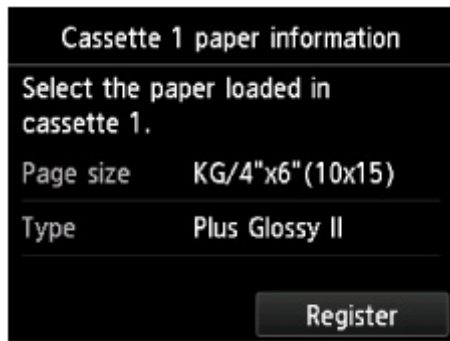 Cassette 1 paper information
Select the paper loaded in
cassette 1.
Page size KG/4"x6"(10x15)
Type Plus Glossy II
Register